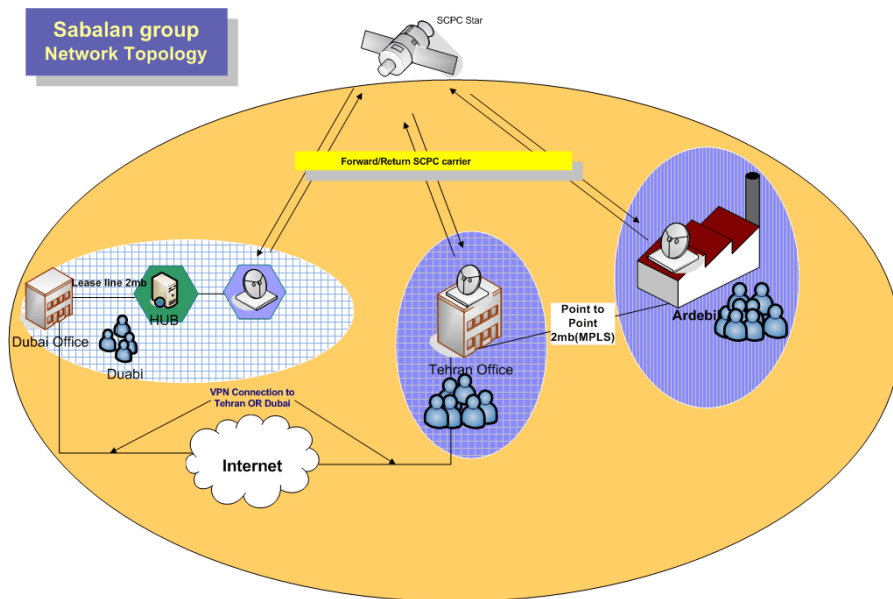 Sabalan group
Network Topology
SCPC Star
Forward/Return SCPC carrier
Lease line 2mb
HUB
Dubai Office
Duabi
Tehran Office
Point to
Point
2mb(MPLS)
Ardebil
VPN Connection to
Tehran OR Dubai
Internet